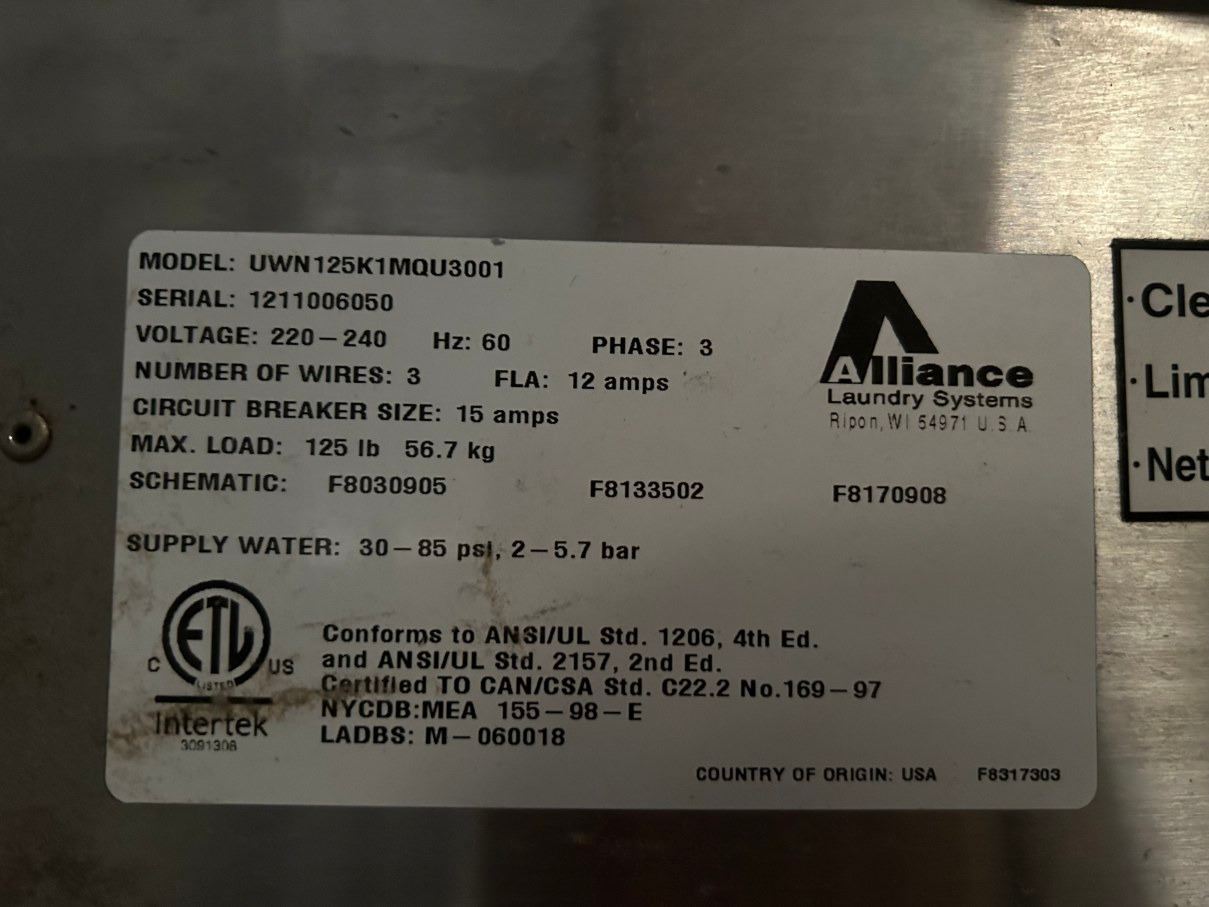 MODEL: UWN125K1MQU3001
SERIAL: 1211006050
VOLTAGE: 220–240 Hz: 60 PHASE: 3
NUMBER OF WIRES: 3 FLA: 12 amps
CIRCUIT BREAKER SIZE: 15 amps
MAX. LOAD: 125 lb 56.7 kg
SCHEMATIC: F8030905 F8133502 F8170908
SUPPLY WATER: 30–85 psi, 2–5.7 bar
Alliance
Laundry Systems
Ripon, WI 54971 U.S.A.
C ETL US
LISTED
Intertek
3091308
Conforms to ANSI/UL Std. 1206, 4th Ed.
and ANSI/UL Std. 2157, 2nd Ed.
Certified TO CAN/CSA Std. C22.2 No.169–97
NYCDB:MEA 155–98–E
LADBS: M–060018
COUNTRY OF ORIGIN: USA F8317303
·Cle
·Lim
·Net